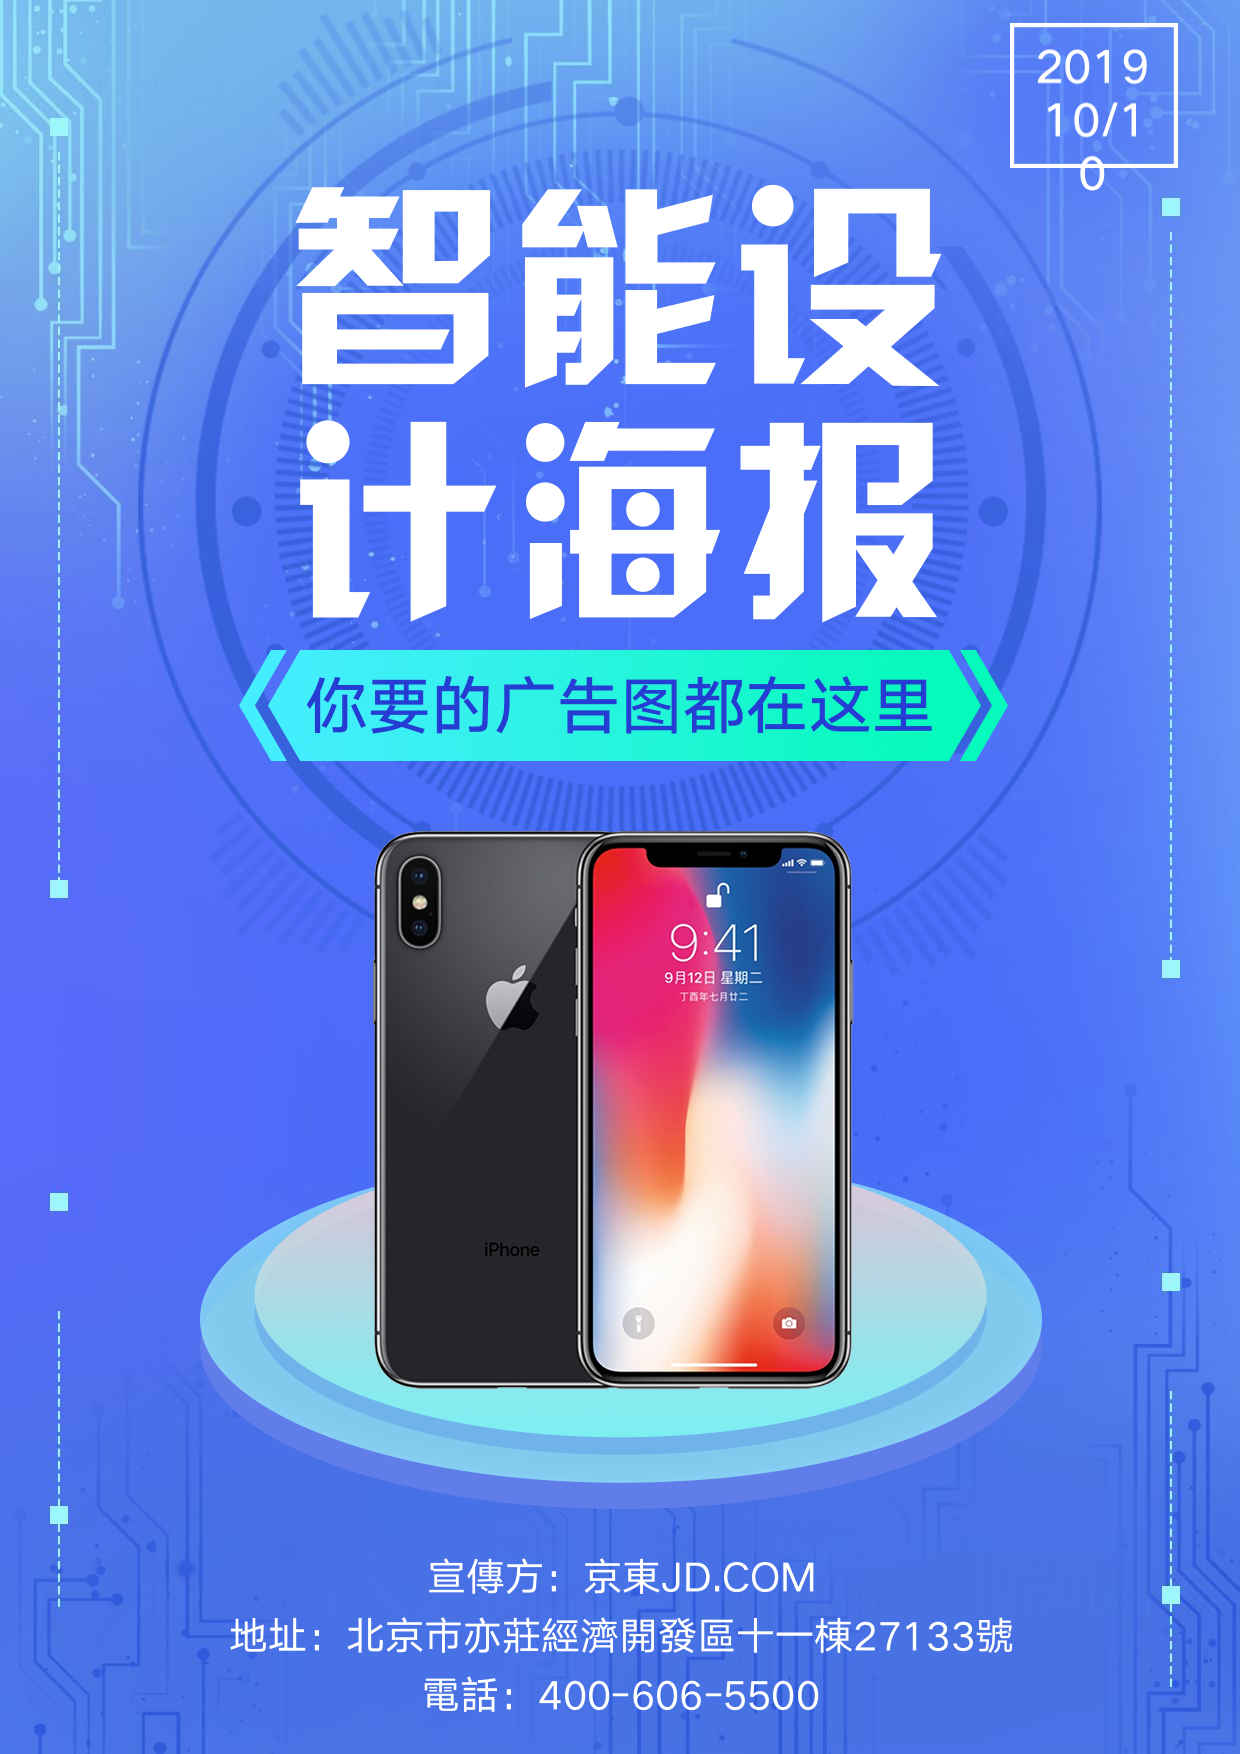 2019
10/1
0
智能设
计海报
你要的广告图都在这里
9:41
9月12日 星期二
丁酉年七月廿二
iPhone
宣傳方：京東JD.COM
地址：北京市亦莊經濟開發區十一棟27133號
電話：400-606-5500